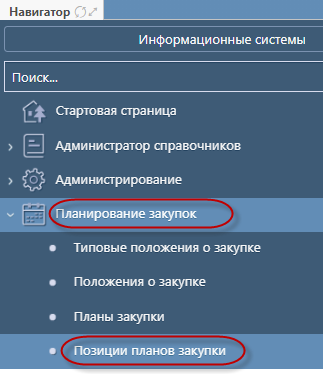 Навигатор
Информационные системы
Поиск...
Стартовая страница
Администратор справочников
Администрирование
Планирование закупок
Типовые положения о закупке
Положения о закупке
Планы закупки
Позиции планов закупки